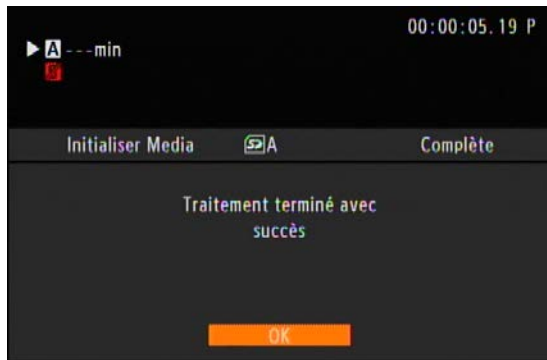 00:00:05.19 P
A ---min
B
Initialiser Media
A
Complète
Traitement terminé avec
succès
OK